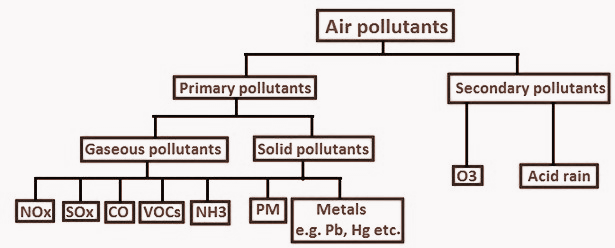 Air pollutants
Primary pollutants
Secondary pollutants
Gaseous pollutants
Solid pollutants
O3
Acid rain
NOx
SOx
CO
VOCs
NH3
PM
Metals
e.g. Pb, Hg etc.